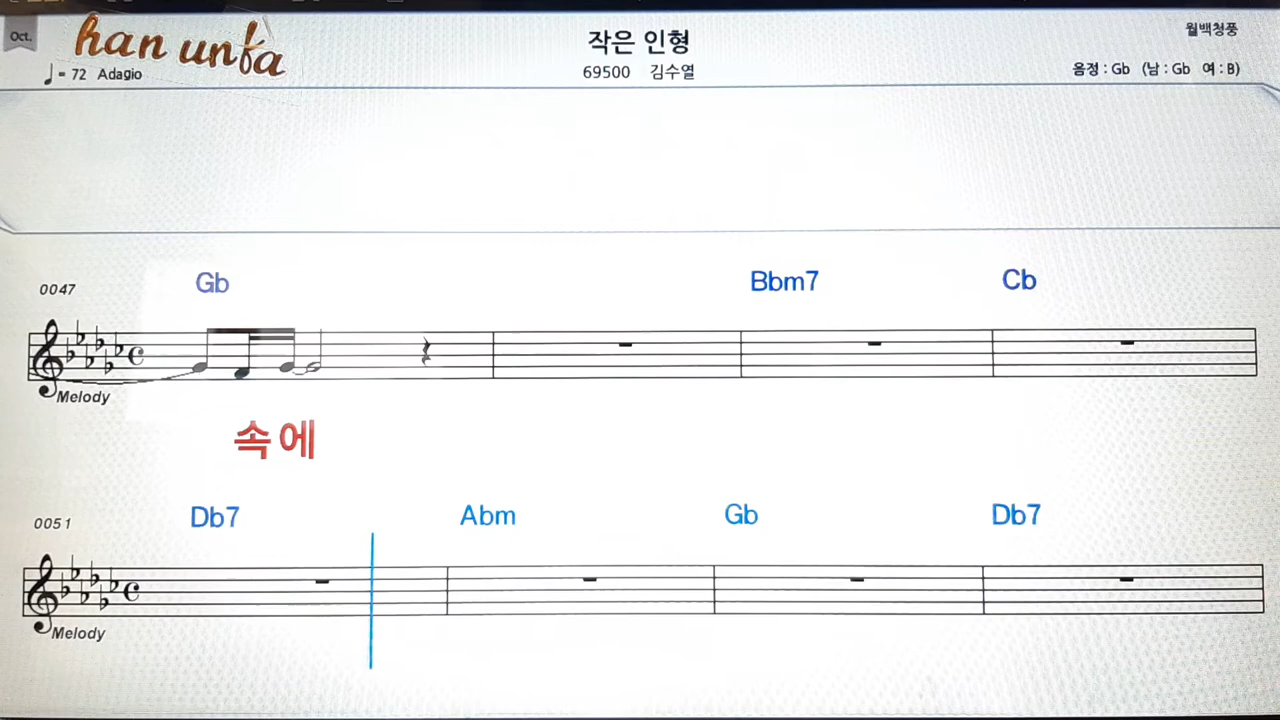 Oct.
han unfa
작은 인형
월백청풍
♩= 72 Adagio
69500 김수열
음정 : Gb (남 : Gb 여 : B)
0047
Gb
Bbm7
Cb
Melody
속에
0051
Db7
Abm
Gb
Db7
Melody